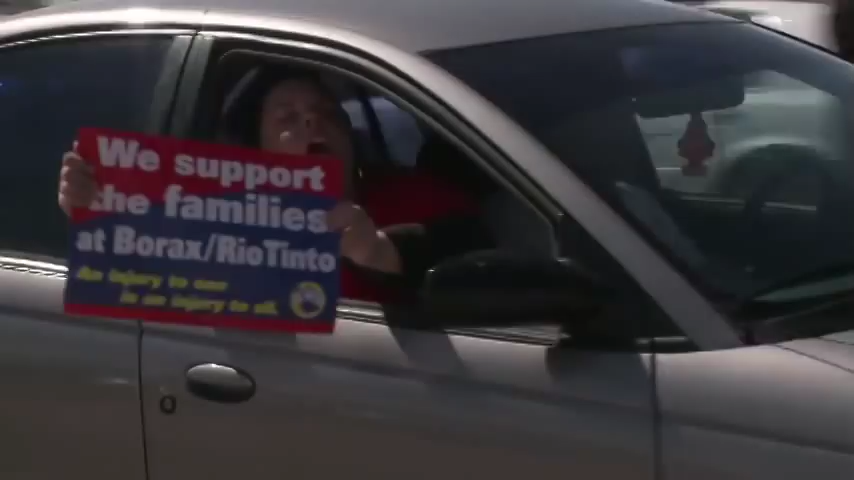 We support
the families
at Borax/RioTinto
An injury to one
is an injury to all.